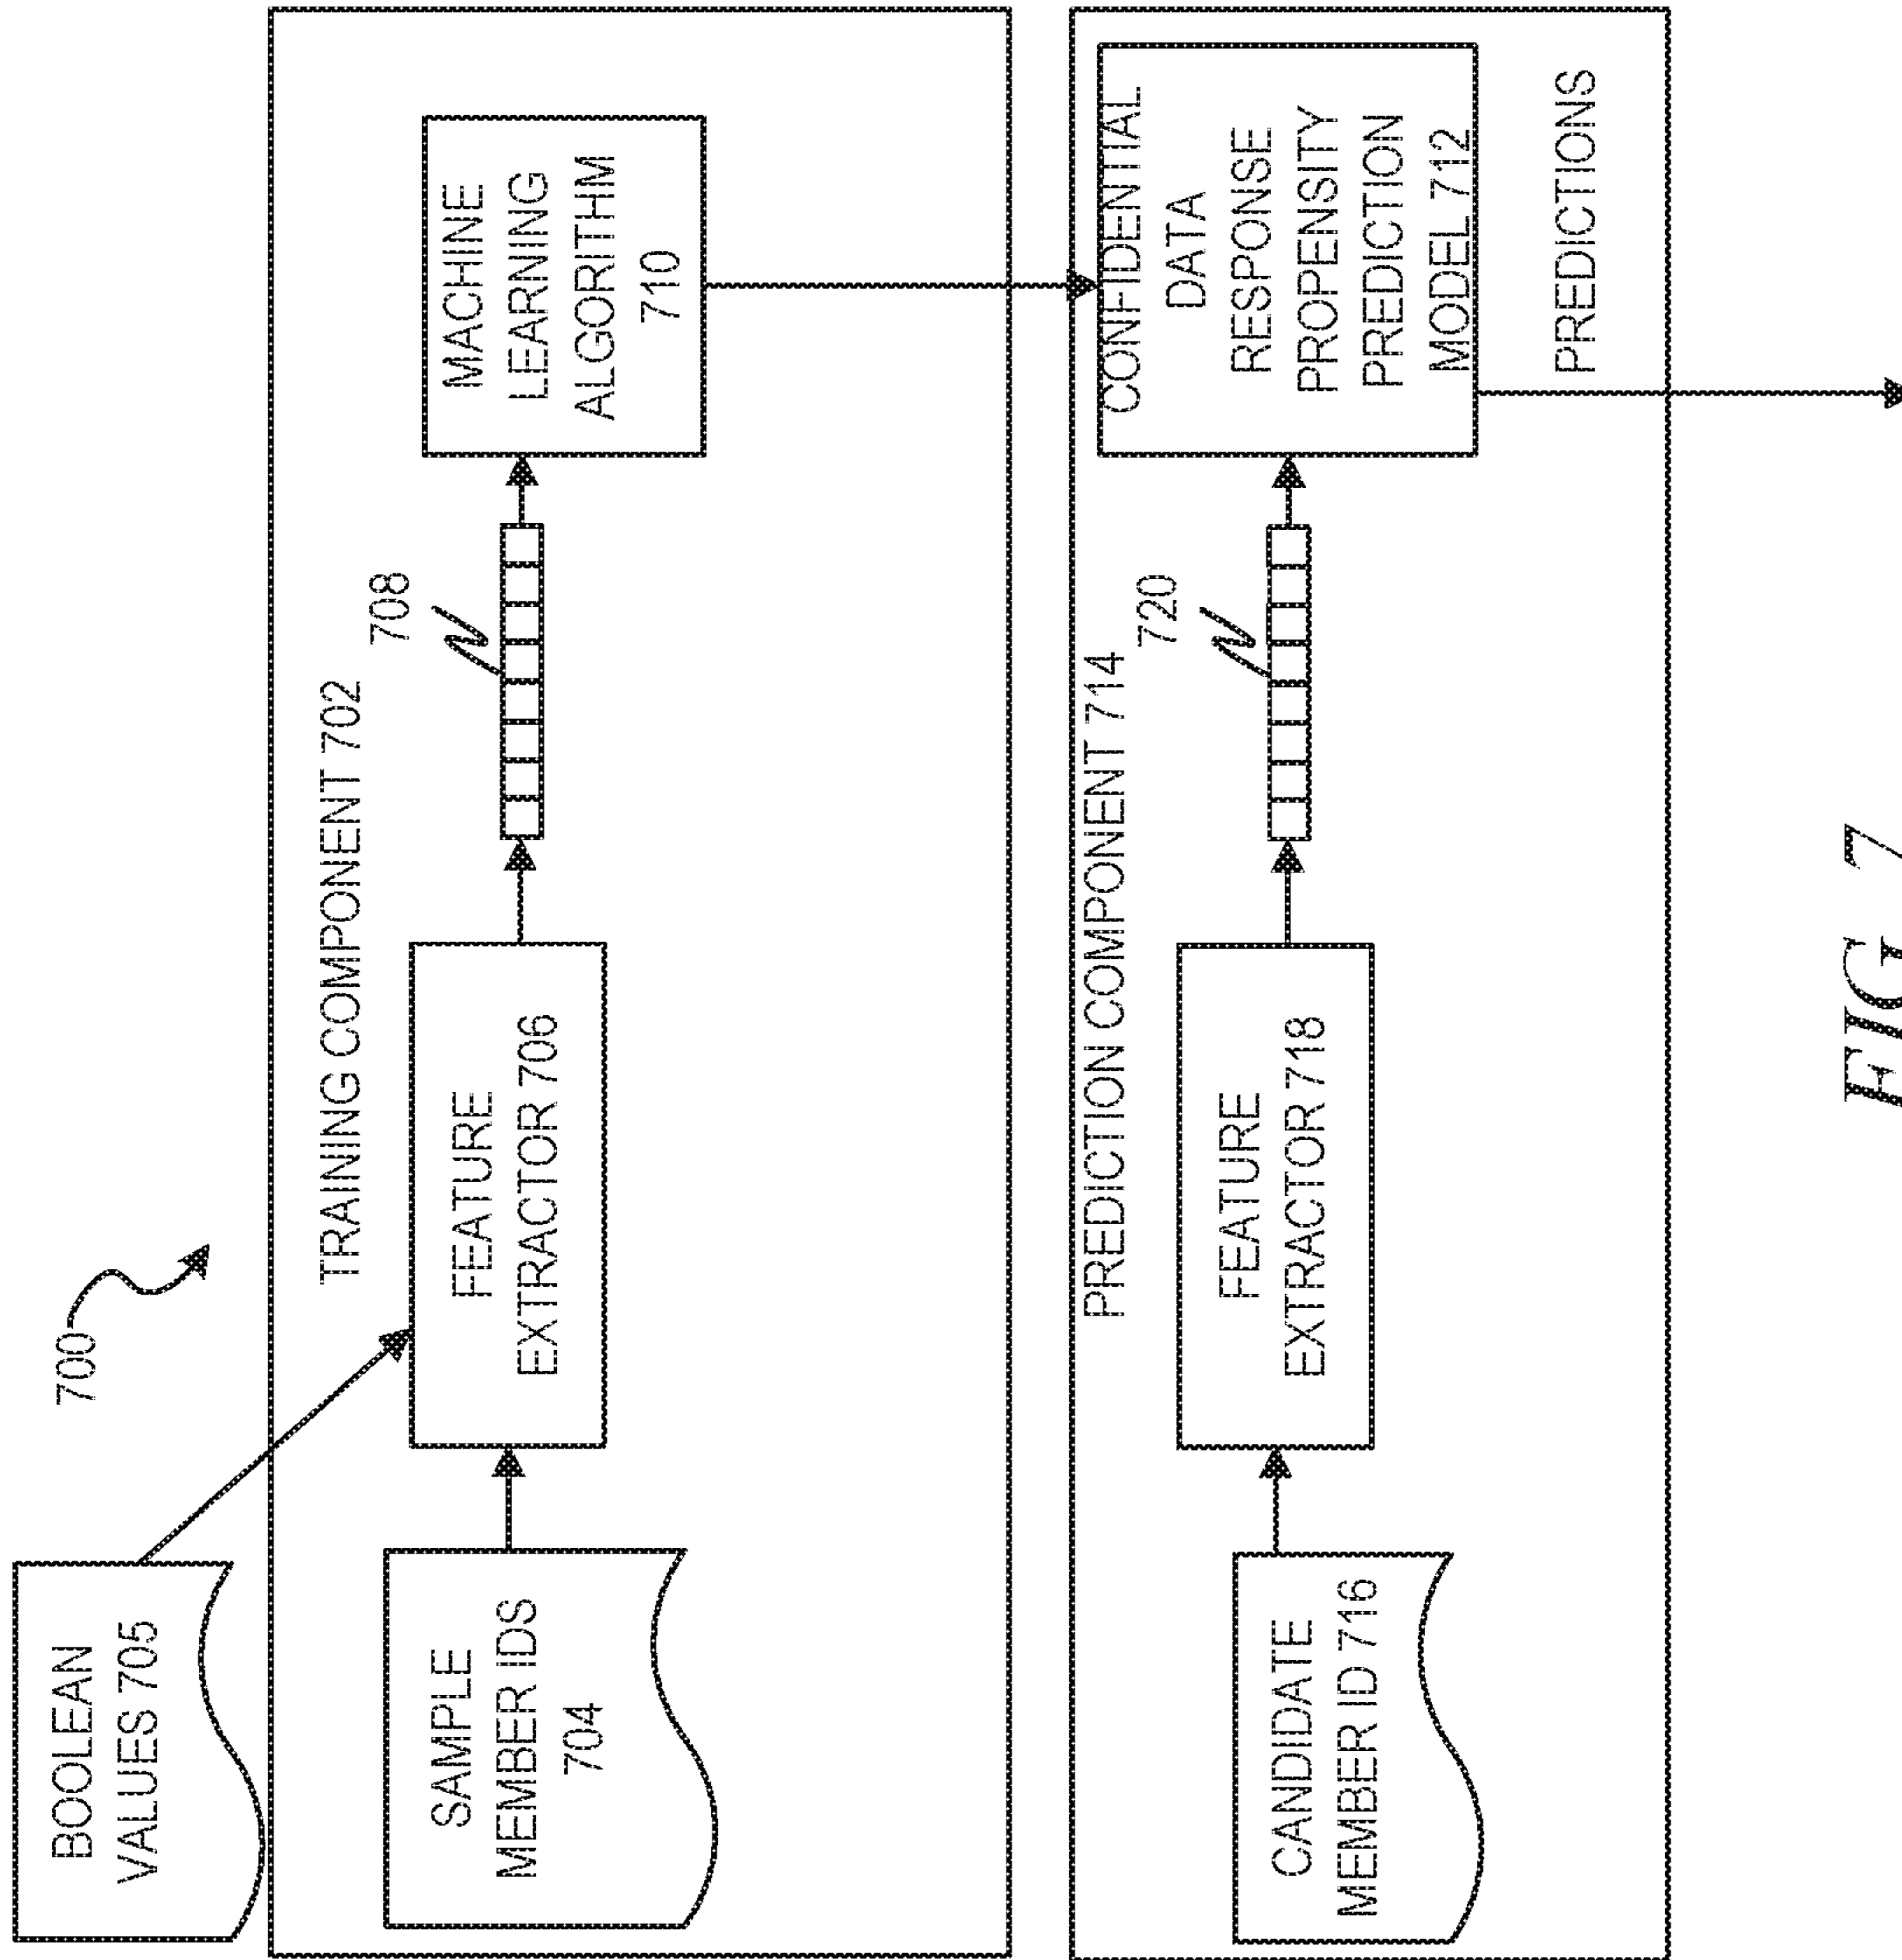 700
BOOLEAN
VALUES 705
TRAINING COMPONENT 702
SAMPLE
MEMBER IDS
704
FEATURE
EXTRACTOR 706
708
MACHINE
LEARNING
ALGORITHM
710
PREDICTION COMPONENT 714
CANDIDATE
MEMBER ID 716
FEATURE
EXTRACTOR 718
720
CONFIDENTIAL
DATA
RESPONSE
PROPENSITY
PREDICTION
MODEL 712
PREDICTIONS
FIG. 7